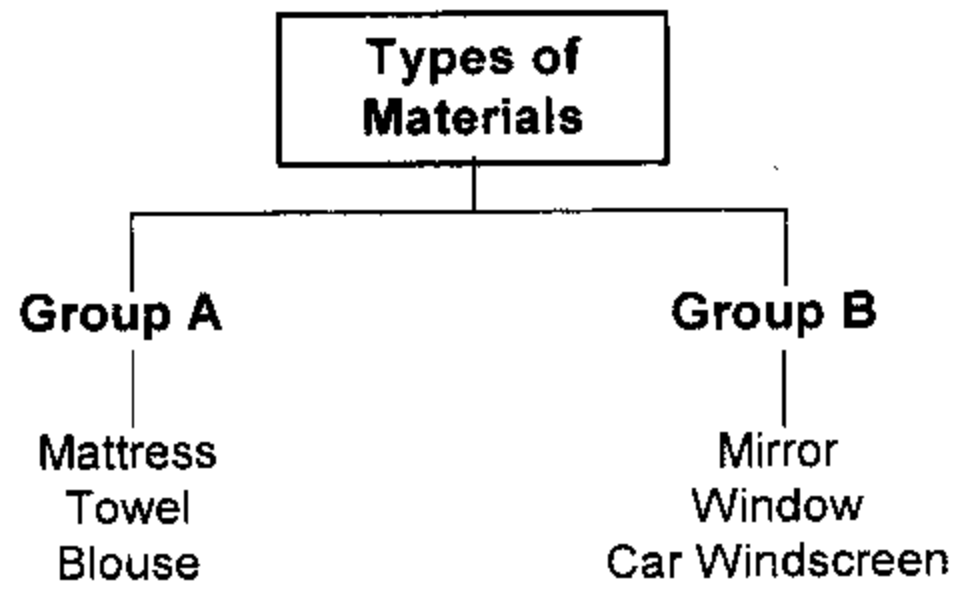 Types of
Materials
Group A
Group B
Mattress
Towel
Blouse
Mirror
Window
Car Windscreen